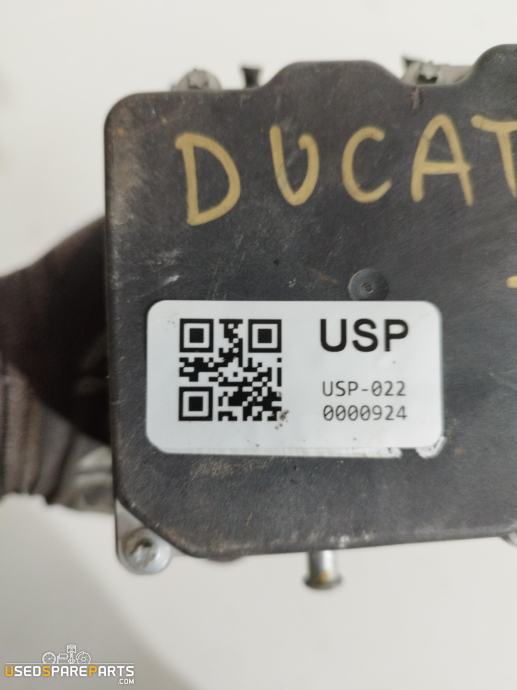 DUCAT
USP
USP-022
0000924
USEDSPAREPARTS
.COM